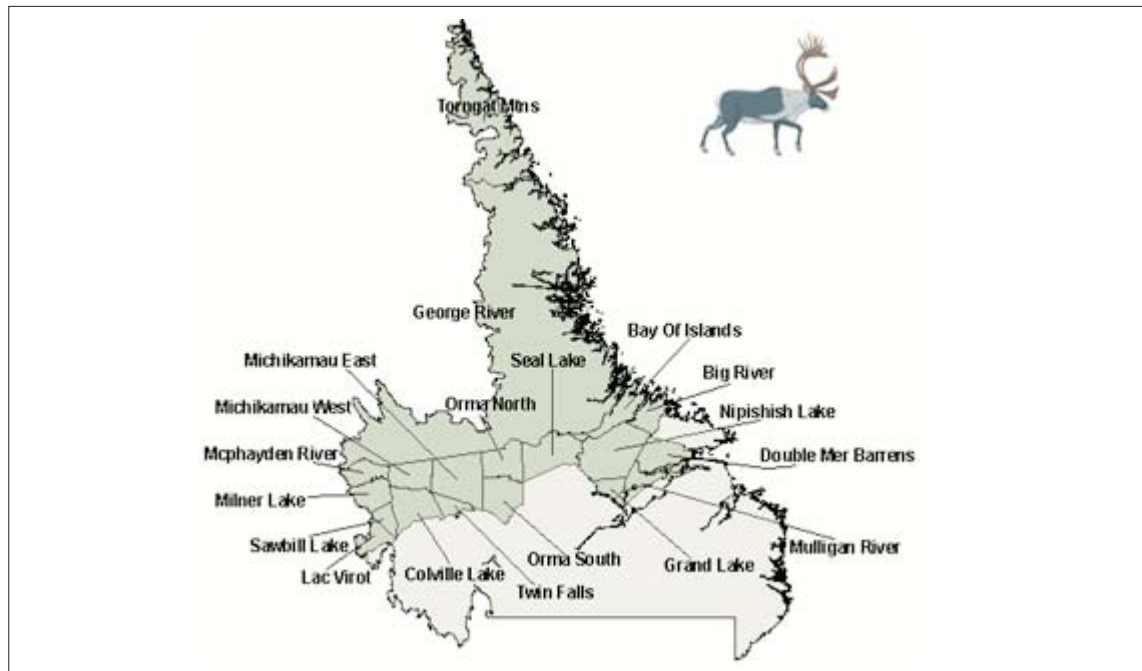 Torngat Mtns
George River
Bay Of Islands
Michikamau East
Seal Lake
Big River
Michikamau West
Orma North
Nipishish Lake
Mcphayden River
Double Mer Barrens
Milner Lake
Sawbill Lake
Orma South
Mulligan River
Lac Virot
Colville Lake
Grand Lake
Twin Falls